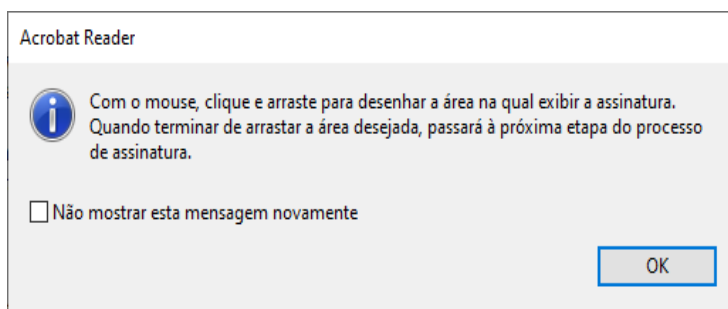 Acrobat Reader
Com o mouse, clique e arraste para desenhar a área na qual exibir a assinatura.
Quando terminar de arrastar a área desejada, passará à próxima etapa do processo
de assinatura.
Não mostrar esta mensagem novamente
OK